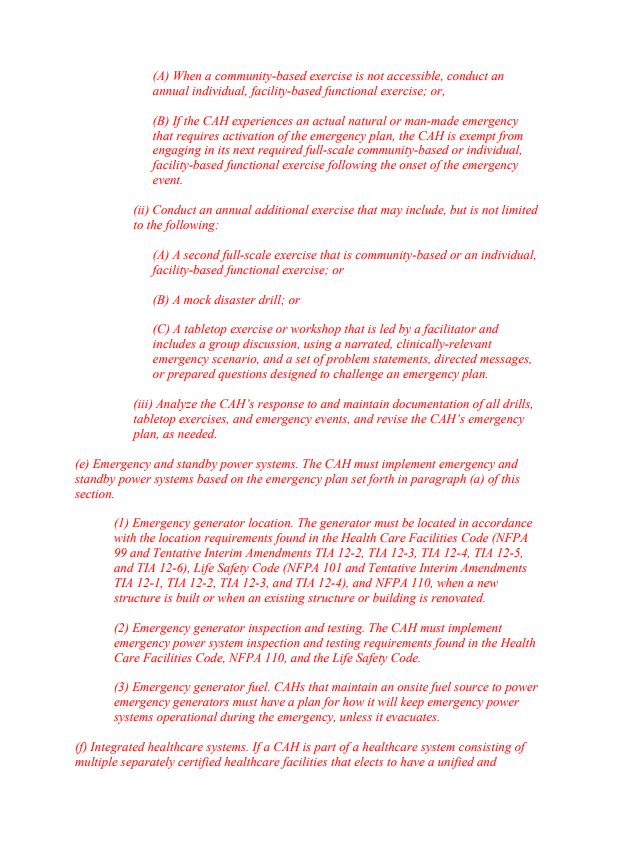 (A) When a community-based exercise is not accessible, conduct an
annual individual, facility-based functional exercise; or,
(B) If the CAH experiences an actual natural or man-made emergency
that requires activation of the emergency plan, the CAH is exempt from
engaging in its next required full-scale community-based or individual,
facility-based functional exercise following the onset of the emergency
event.
(ii) Conduct an annual additional exercise that may include, but is not limited
to the following:
(A) A second full-scale exercise that is community-based or an individual,
facility-based functional exercise; or
(B) A mock disaster drill; or
(C) A tabletop exercise or workshop that is led by a facilitator and
includes a group discussion, using a narrated, clinically-relevant
emergency scenario, and a set of problem statements, directed messages,
or prepared questions designed to challenge an emergency plan.
(iii) Analyze the CAH’s response to and maintain documentation of all drills,
tabletop exercises, and emergency events, and revise the CAH’s emergency
plan, as needed.
(e) Emergency and standby power systems. The CAH must implement emergency and
standby power systems based on the emergency plan set forth in paragraph (a) of this
section.
(1) Emergency generator location. The generator must be located in accordance
with the location requirements found in the Health Care Facilities Code (NFPA
99 and Tentative Interim Amendments TIA 12-2, TIA 12-3, TIA 12-4, TIA 12-5,
and TIA 12-6), Life Safety Code (NFPA 101 and Tentative Interim Amendments
TIA 12-1, TIA 12-2, TIA 12-3, and TIA 12-4), and NFPA 110, when a new
structure is built or when an existing structure or building is renovated.
(2) Emergency generator inspection and testing. The CAH must implement
emergency power system inspection and testing requirements found in the Health
Care Facilities Code, NFPA 110, and the Life Safety Code.
(3) Emergency generator fuel. CAHs that maintain an onsite fuel source to power
emergency generators must have a plan for how it will keep emergency power
systems operational during the emergency, unless it evacuates.
(f) Integrated healthcare systems. If a CAH is part of a healthcare system consisting of
multiple separately certified healthcare facilities that elects to have a unified and